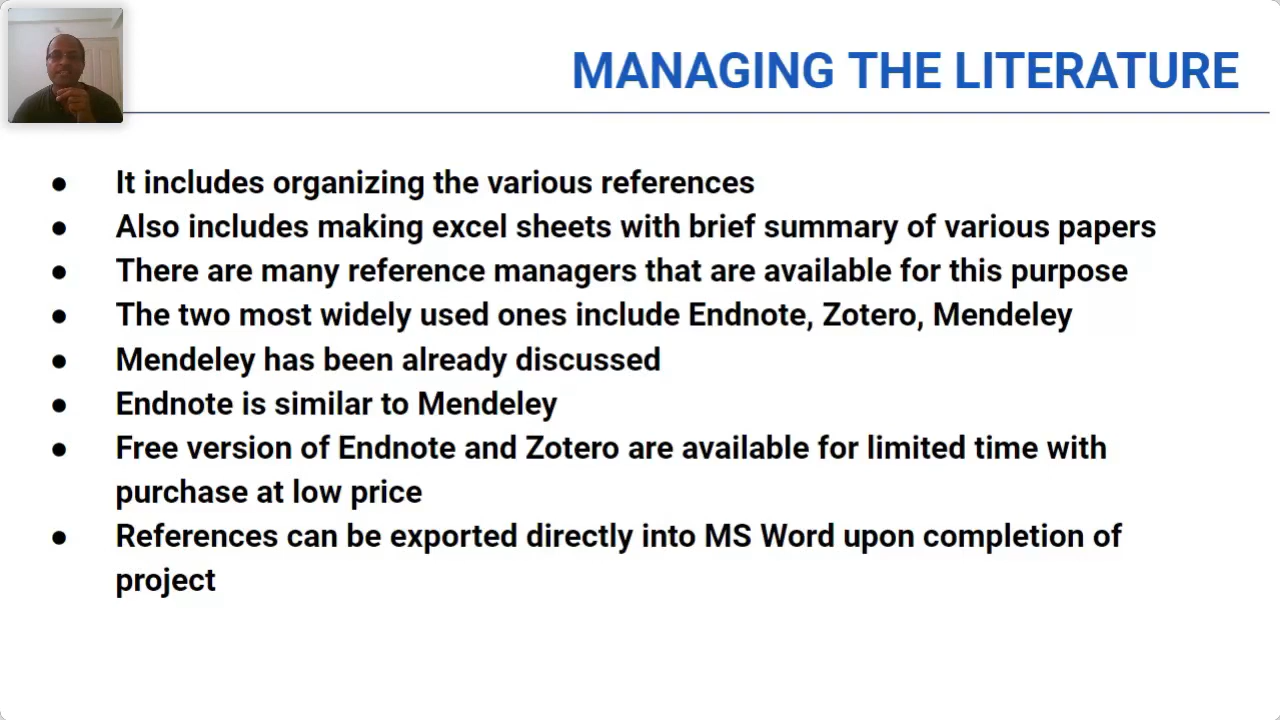 MANAGING THE LITERATURE
● It includes organizing the various references
● Also includes making excel sheets with brief summary of various papers
● There are many reference managers that are available for this purpose
● The two most widely used ones include Endnote, Zotero, Mendeley
● Mendeley has been already discussed
● Endnote is similar to Mendeley
● Free version of Endnote and Zotero are available for limited time with
purchase at low price
● References can be exported directly into MS Word upon completion of
project